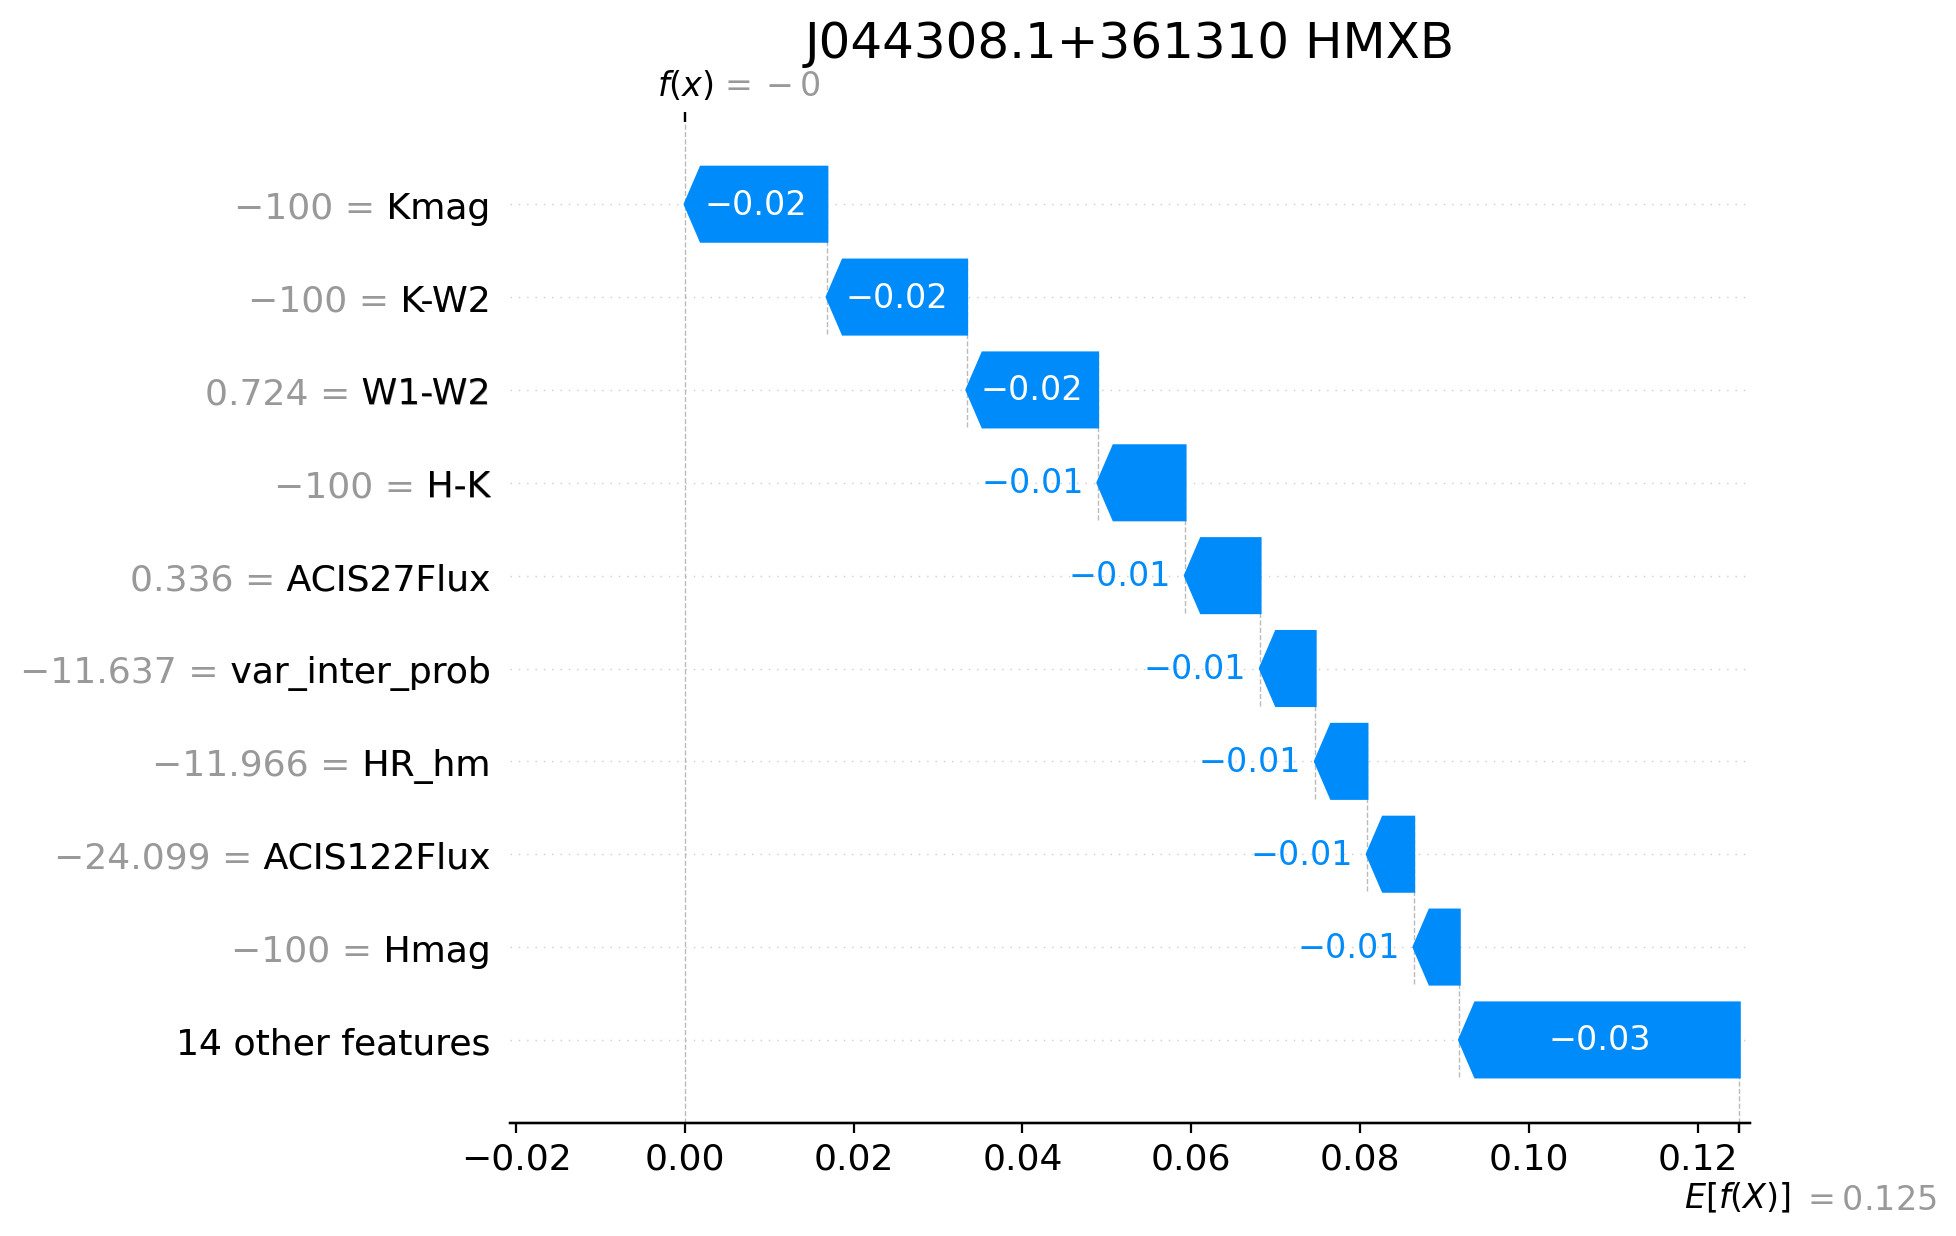 J044308.1+361310 HMXB
f(x) = −0
−100 = Kmag
−0.02
−100 = K-W2
−0.02
0.724 = W1-W2
−0.02
−100 = H-K
−0.01
0.336 = ACIS27Flux
−0.01
−11.637 = var_inter_prob
−0.01
−11.966 = HR_hm
−0.01
−24.099 = ACIS122Flux
−0.01
−100 = Hmag
−0.01
14 other features
−0.03
−0.02 0.00 0.02 0.04 0.06 0.08 0.10 0.12
E[f(X)] = 0.125